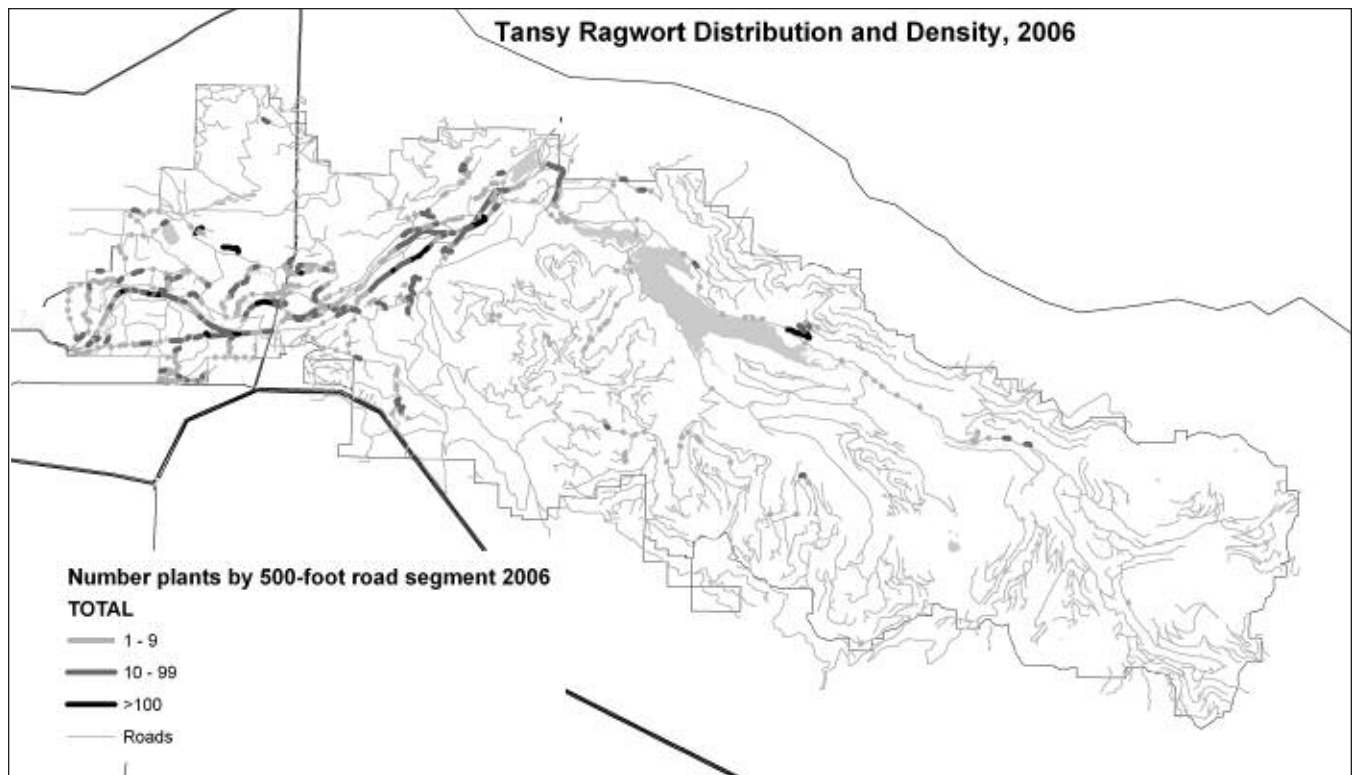 Tansy Ragwort Distribution and Density, 2006
Number plants by 500-foot road segment 2006
TOTAL
1 - 9
10 - 99
>100
Roads